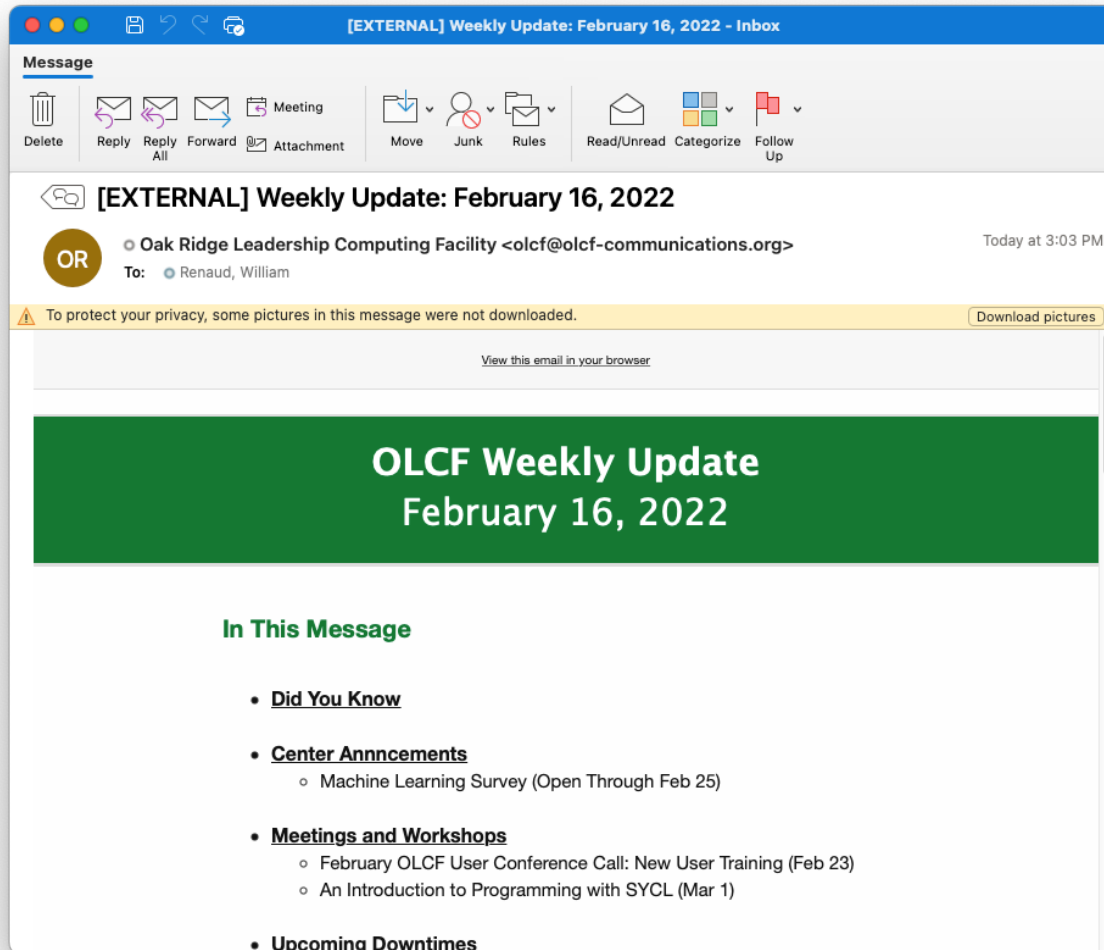 [EXTERNAL] Weekly Update: February 16, 2022 - Inbox
Message
Delete
Reply
Reply All
Forward
Meeting
Attachment
Move
Junk
Rules
Read/Unread
Categorize
Follow Up
[EXTERNAL] Weekly Update: February 16, 2022
OR
Oak Ridge Leadership Computing Facility <olcf@olcf-communications.org>
Today at 3:03 PM
To: Renaud, William
To protect your privacy, some pictures in this message were not downloaded.
Download pictures
View this email in your browser
OLCF Weekly Update
February 16, 2022
In This Message
• Did You Know
• Center Annncements
◦ Machine Learning Survey (Open Through Feb 25)
• Meetings and Workshops
◦ February OLCF User Conference Call: New User Training (Feb 23)
◦ An Introduction to Programming with SYCL (Mar 1)
• Upcoming Downtimes